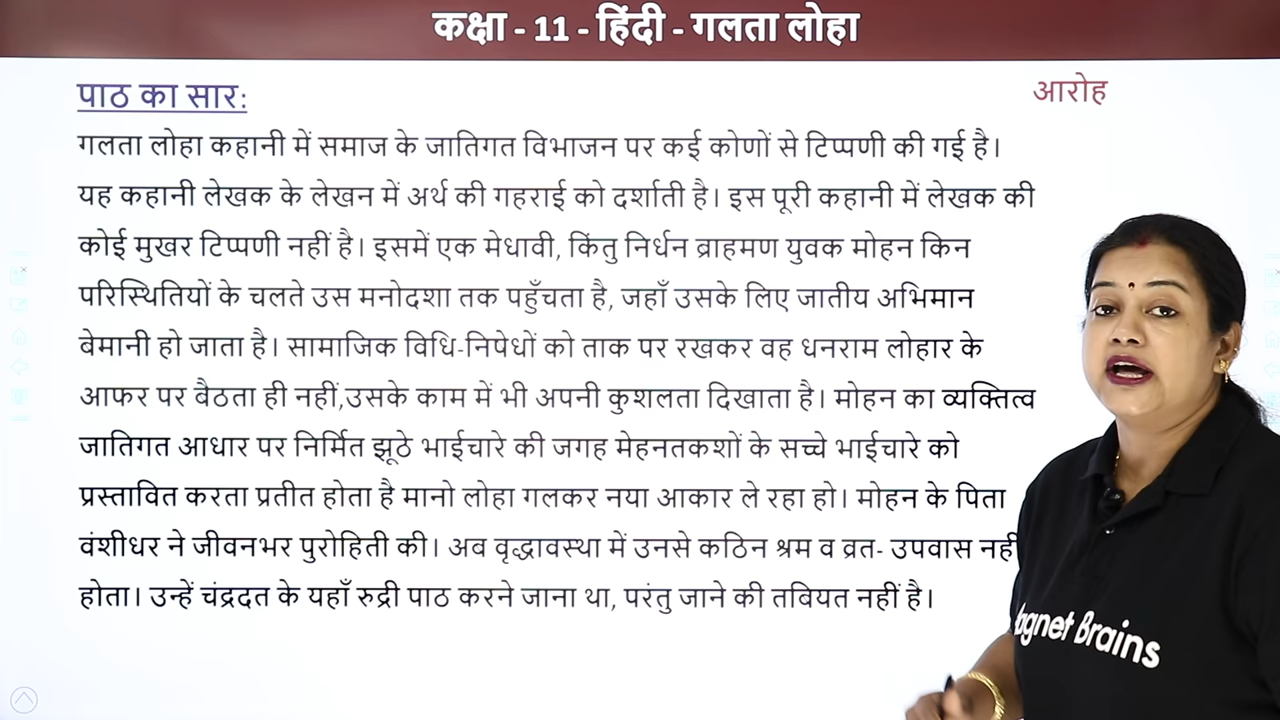 कक्षा - 11 - हिंदी - गलता लोहा
पाठ का सार:
आरोह
गलता लोहा कहानी में समाज के जातिगत विभाजन पर कई कोणों से टिप्पणी की गई है।
यह कहानी लेखक के लेखन में अर्थ की गहराई को दर्शाती है। इस पूरी कहानी में लेखक की
कोई मुखर टिप्पणी नहीं है। इसमें एक मेधावी, किंतु निर्धन ब्राहमण युवक मोहन किन
परिस्थितियों के चलते उस मनोदशा तक पहुँचता है, जहाँ उसके लिए जातीय अभिमान
बेमानी हो जाता है। सामाजिक विधि-निषेधों को ताक पर रखकर वह धनराम लोहार के
आफर पर बैठता ही नहीं,उसके काम में भी अपनी कुशलता दिखाता है। मोहन का व्यक्तित्व
जातिगत आधार पर निर्मित झूठे भाईचारे की जगह मेहनतकशों के सच्चे भाईचारे को
प्रस्तावित करता प्रतीत होता है मानो लोहा गलकर नया आकार ले रहा हो। मोहन के पिता
वंशीधर ने जीवनभर पुरोहिती की। अब वृद्धावस्था में उनसे कठिन श्रम व व्रत- उपवास नहीं
होता। उन्हें चंद्रदत के यहाँ रुद्री पाठ करने जाना था, परंतु जाने की तबियत नहीं है।
agnet Brains